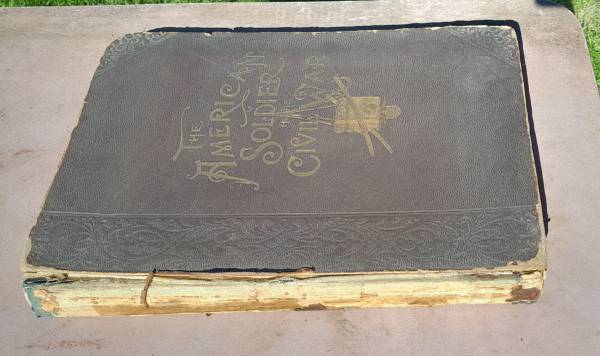 THE
AMERICAN
SOLDIER
IN THE
CIVIL WAR